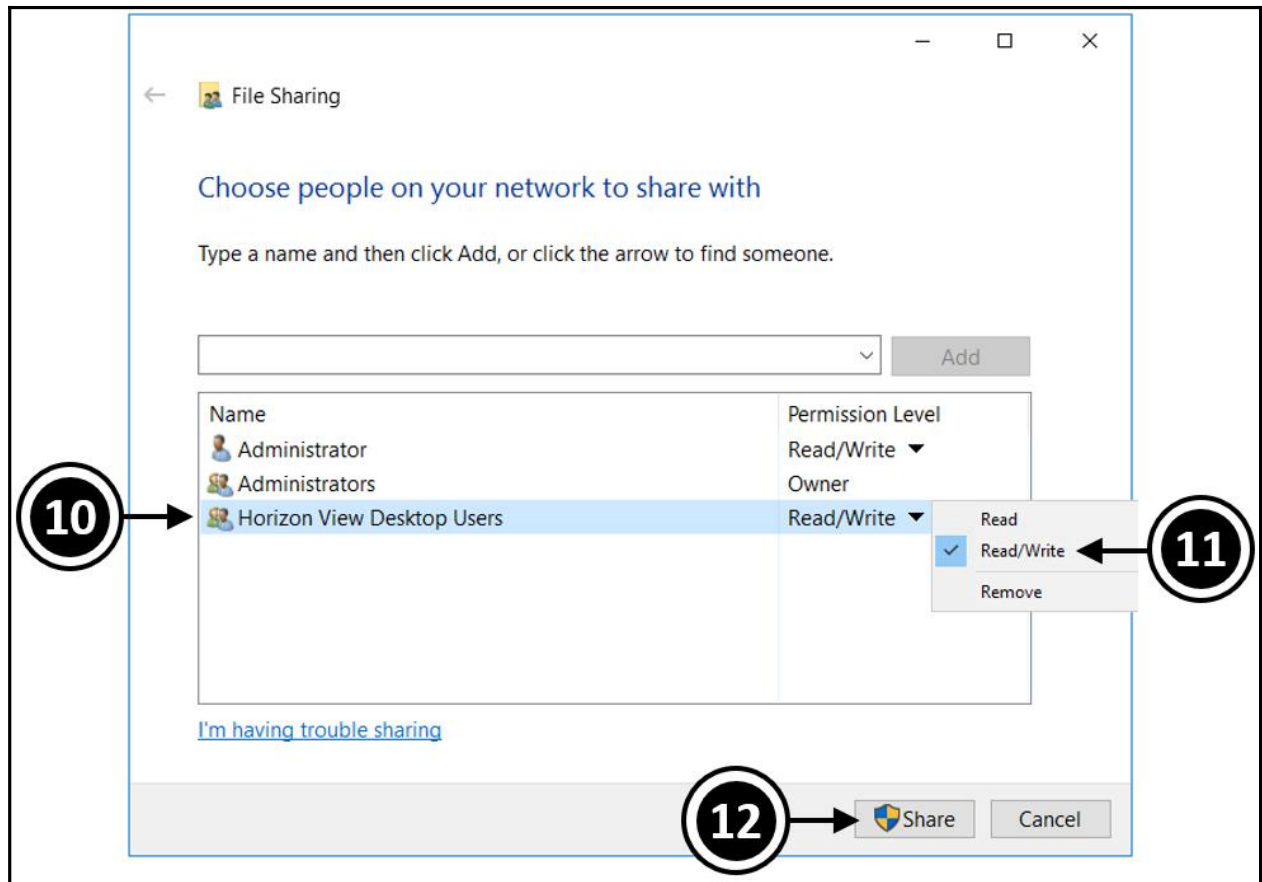 File Sharing
Choose people on your network to share with
Type a name and then click Add, or click the arrow to find someone.
Add
Name Permission Level
Administrator Read/Write
Administrators Owner
10 Horizon View Desktop Users Read/Write Read
Read/Write 11
Remove
I'm having trouble sharing
12 Share Cancel